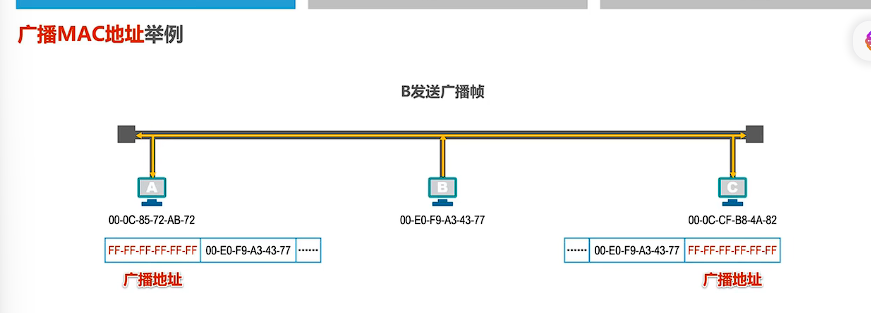 广播MAC地址举例
B发送广播帧
A
B
C
00-0C-85-72-AB-72
00-E0-F9-A3-43-77
00-0C-CF-B8-4A-82
FF-FF-FF-FF-FF-FF 00-E0-F9-A3-43-77 ……
…… 00-E0-F9-A3-43-77 FF-FF-FF-FF-FF-FF
广播地址
广播地址